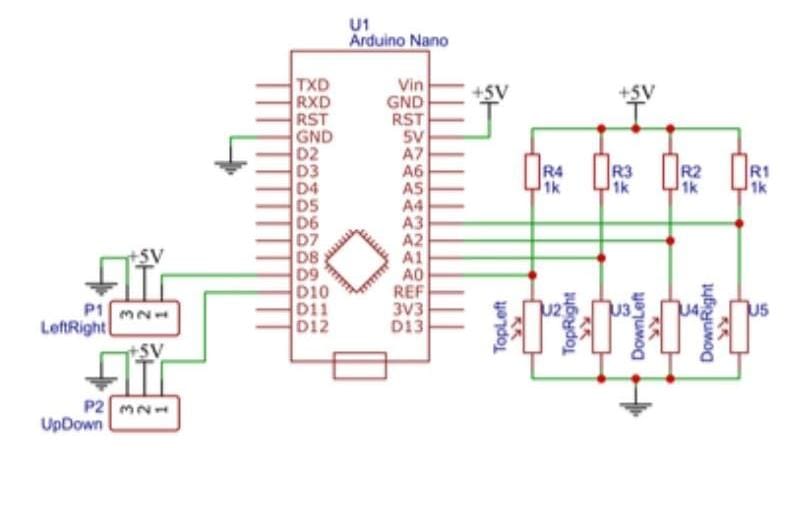 U1
Arduino Nano
TXD
RXD
RST
GND
D2
D3
D4
D5
D6
D7
D8
D9
D10
D11
D12
Vin
GND
RST
5V
A7
A6
A5
A4
A3
A2
A1
A0
REF
3V3
D13
+5V
+5V
R4
1k
R3
1k
R2
1k
R1
1k
TopLeft
U2
TopRight
U3
DownLeft
U4
DownRight
U5
+5V
P1
LeftRight
3 2 1
+5V
P2
UpDown
3 2 1